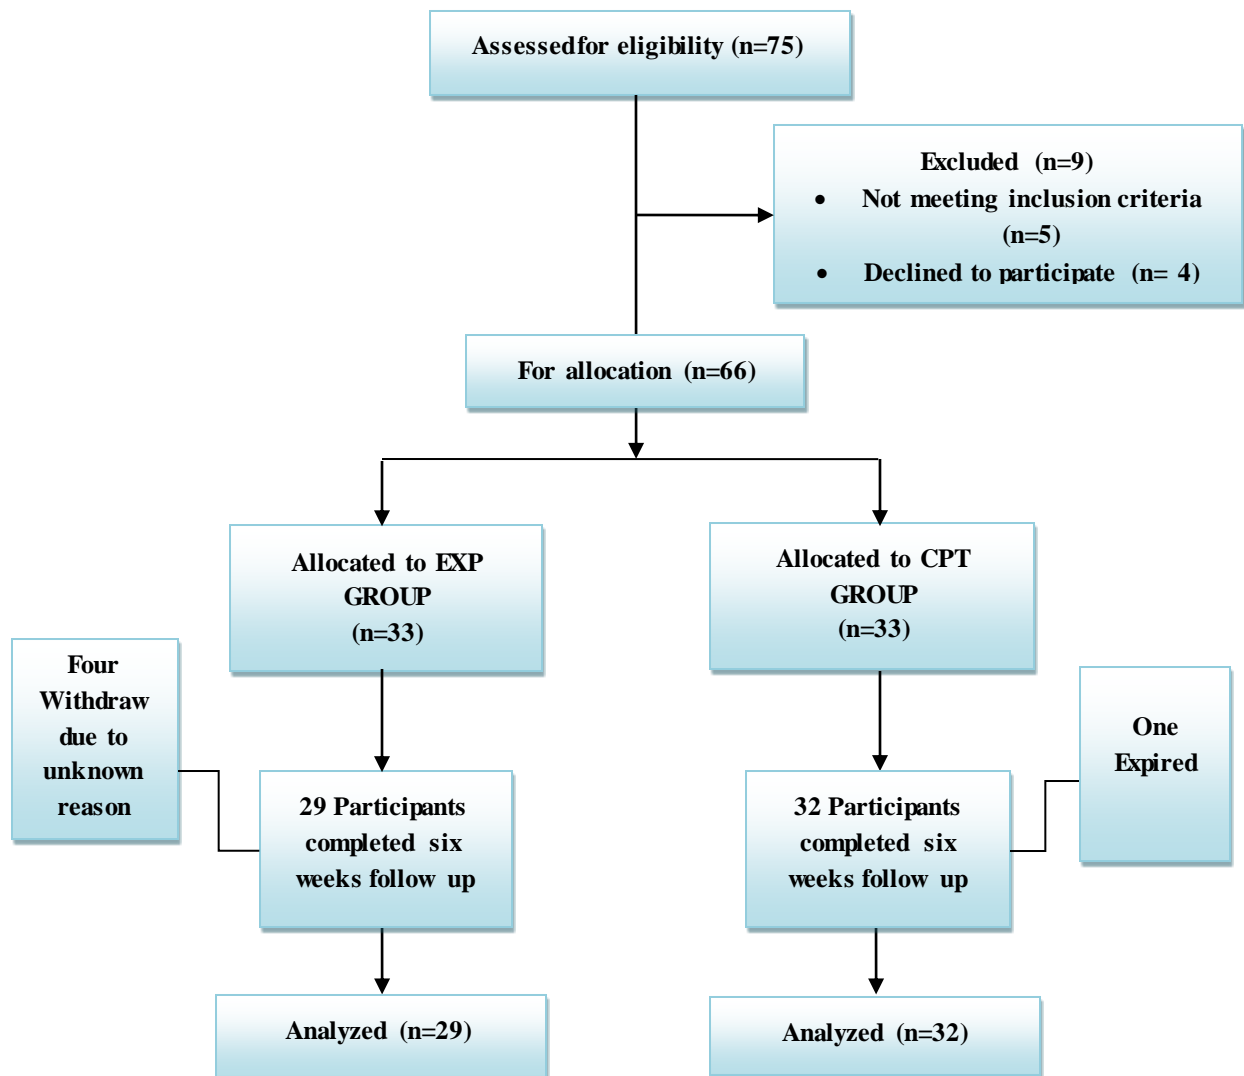 Assessedfor eligibility (n=75)
Excluded (n=9)
• Not meeting inclusion criteria
(n=5)
• Declined to participate (n= 4)
For allocation (n=66)
Allocated to EXP
GROUP
(n=33)
Allocated to CPT
GROUP
(n=33)
Four
Withdraw
due to
unknown
reason
One
Expired
29 Participants
completed six
weeks follow up
32 Participants
completed six
weeks follow up
Analyzed (n=29)
Analyzed (n=32)